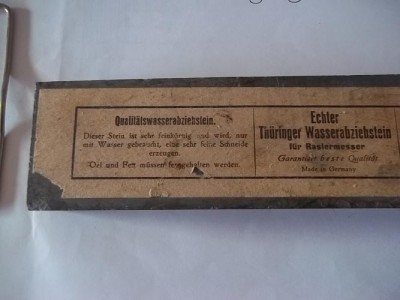 Qualitätswasserabziehstein.
Dieser Stein ist sehr feinkörnig und wird, nur
mit Wasser gebraucht, eine sehr feine Schneide
erzeugen.
Oel und Fett müssen ferngehalten werden.
Echter
Thüringer Wasserabziehstein
für Rasiermesser
Garantiert beste Qualität
Made in Germany